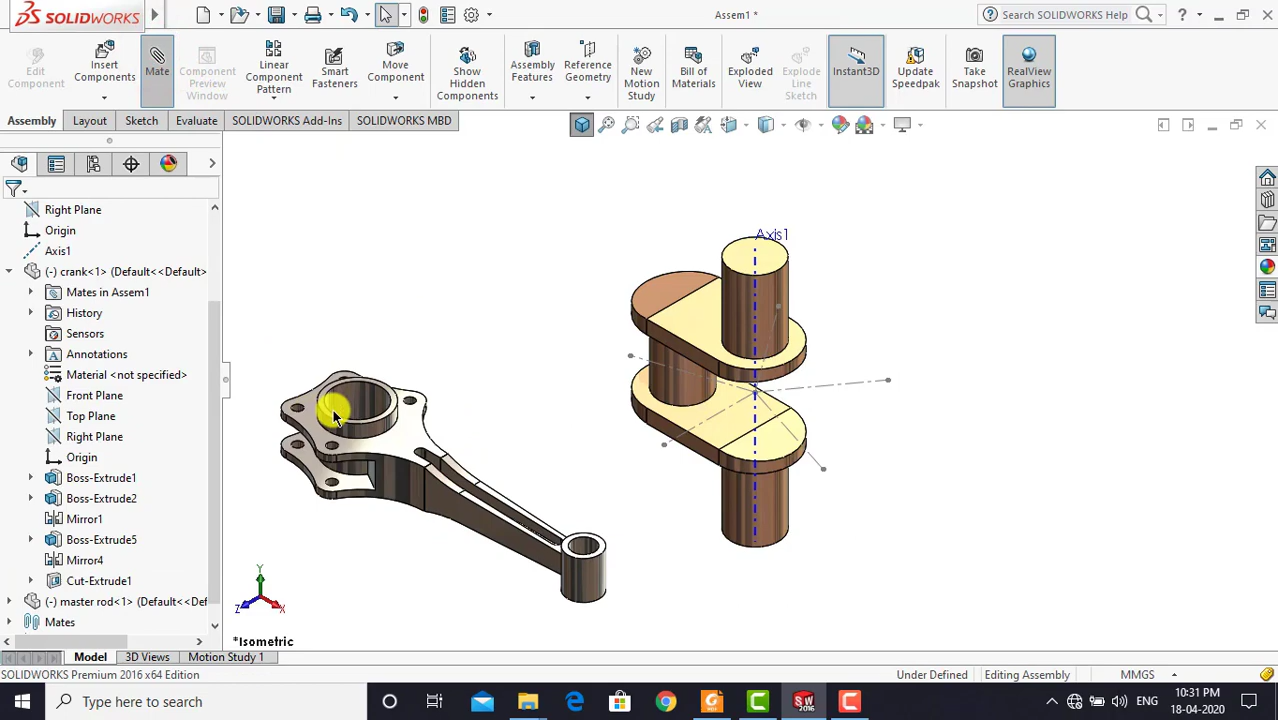 SOLIDWORKS
Assem1 *
Search SOLIDWORKS Help
Edit Component
Insert Components
Mate
Component Preview Window
Linear Component Pattern
Smart Fasteners
Move Component
Show Hidden Components
Assembly Features
Reference Geometry
New Motion Study
Bill of Materials
Exploded View
Explode Line Sketch
Instant3D
Update Speedpak
Take Snapshot
RealView Graphics
Assembly
Layout
Sketch
Evaluate
SOLIDWORKS Add-Ins
SOLIDWORKS MBD
Right Plane
Origin
Axis1
(-) crank<1> (Default<<Default>
Mates in Assem1
History
Sensors
Annotations
Material <not specified>
Front Plane
Top Plane
Right Plane
Origin
Boss-Extrude1
Boss-Extrude2
Mirror1
Boss-Extrude5
Mirror4
Cut-Extrude1
(-) master rod<1> (Default<<Def
Mates
Axis1
Y
Z
X
*Isometric
Model
3D Views
Motion Study 1
SOLIDWORKS Premium 2016 x64 Edition
Under Defined
Editing Assembly
MMGS
Type here to search
SW
2016
ENG
10:31 PM
18-04-2020